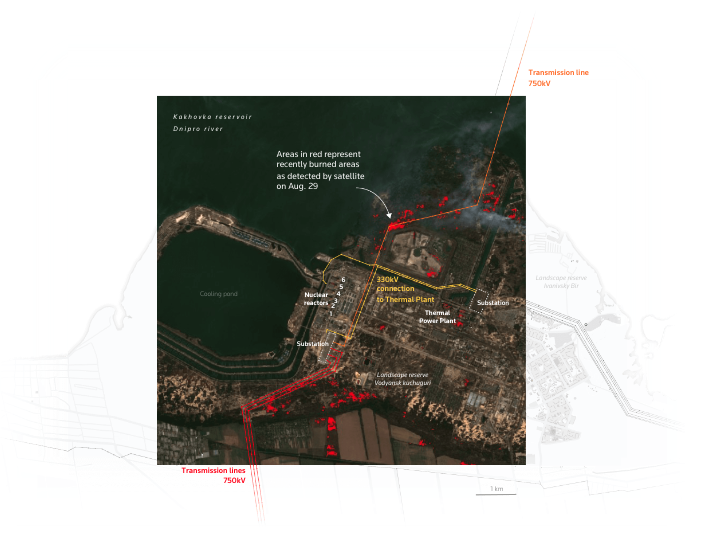 Transmission line
750kV
Kakhovka reservoir
Dnipro river
Areas in red represent
recently burned areas
as detected by satellite
on Aug. 29
Landscape reserve
Ivanivsky Bir
330kV
connection
to Thermal Plant
6
5
4
3
2
1
Cooling pond
Nuclear
reactors
Substation
Thermal
Power Plant
Substation
Landscape reserve
Vodyansk kuchuguri
Transmission lines
750kV
1 km